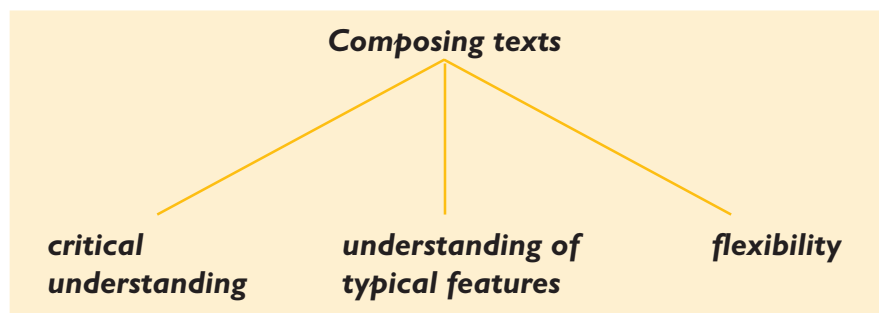 Composing texts
critical
understanding
understanding of
typical features
flexibility